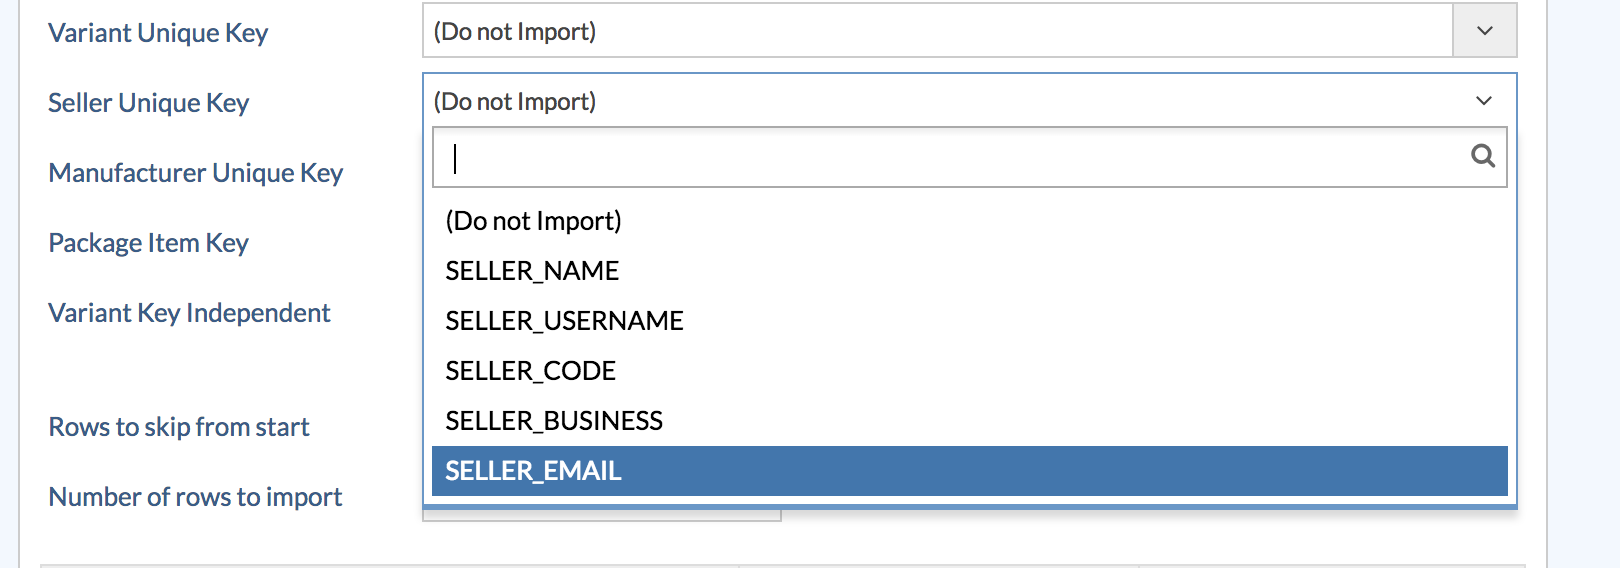 Variant Unique Key
(Do not Import)
Seller Unique Key
(Do not Import)
Manufacturer Unique Key
(Do not Import)
Package Item Key
SELLER_NAME
Variant Key Independent
SELLER_USERNAME
SELLER_CODE
Rows to skip from start
SELLER_BUSINESS
Number of rows to import
SELLER_EMAIL